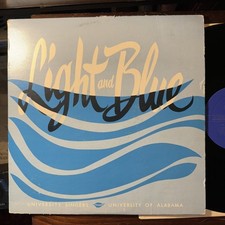 Light and Blue
UNIVERSITY SINGERS UNIVERSITY OF ALABAMA